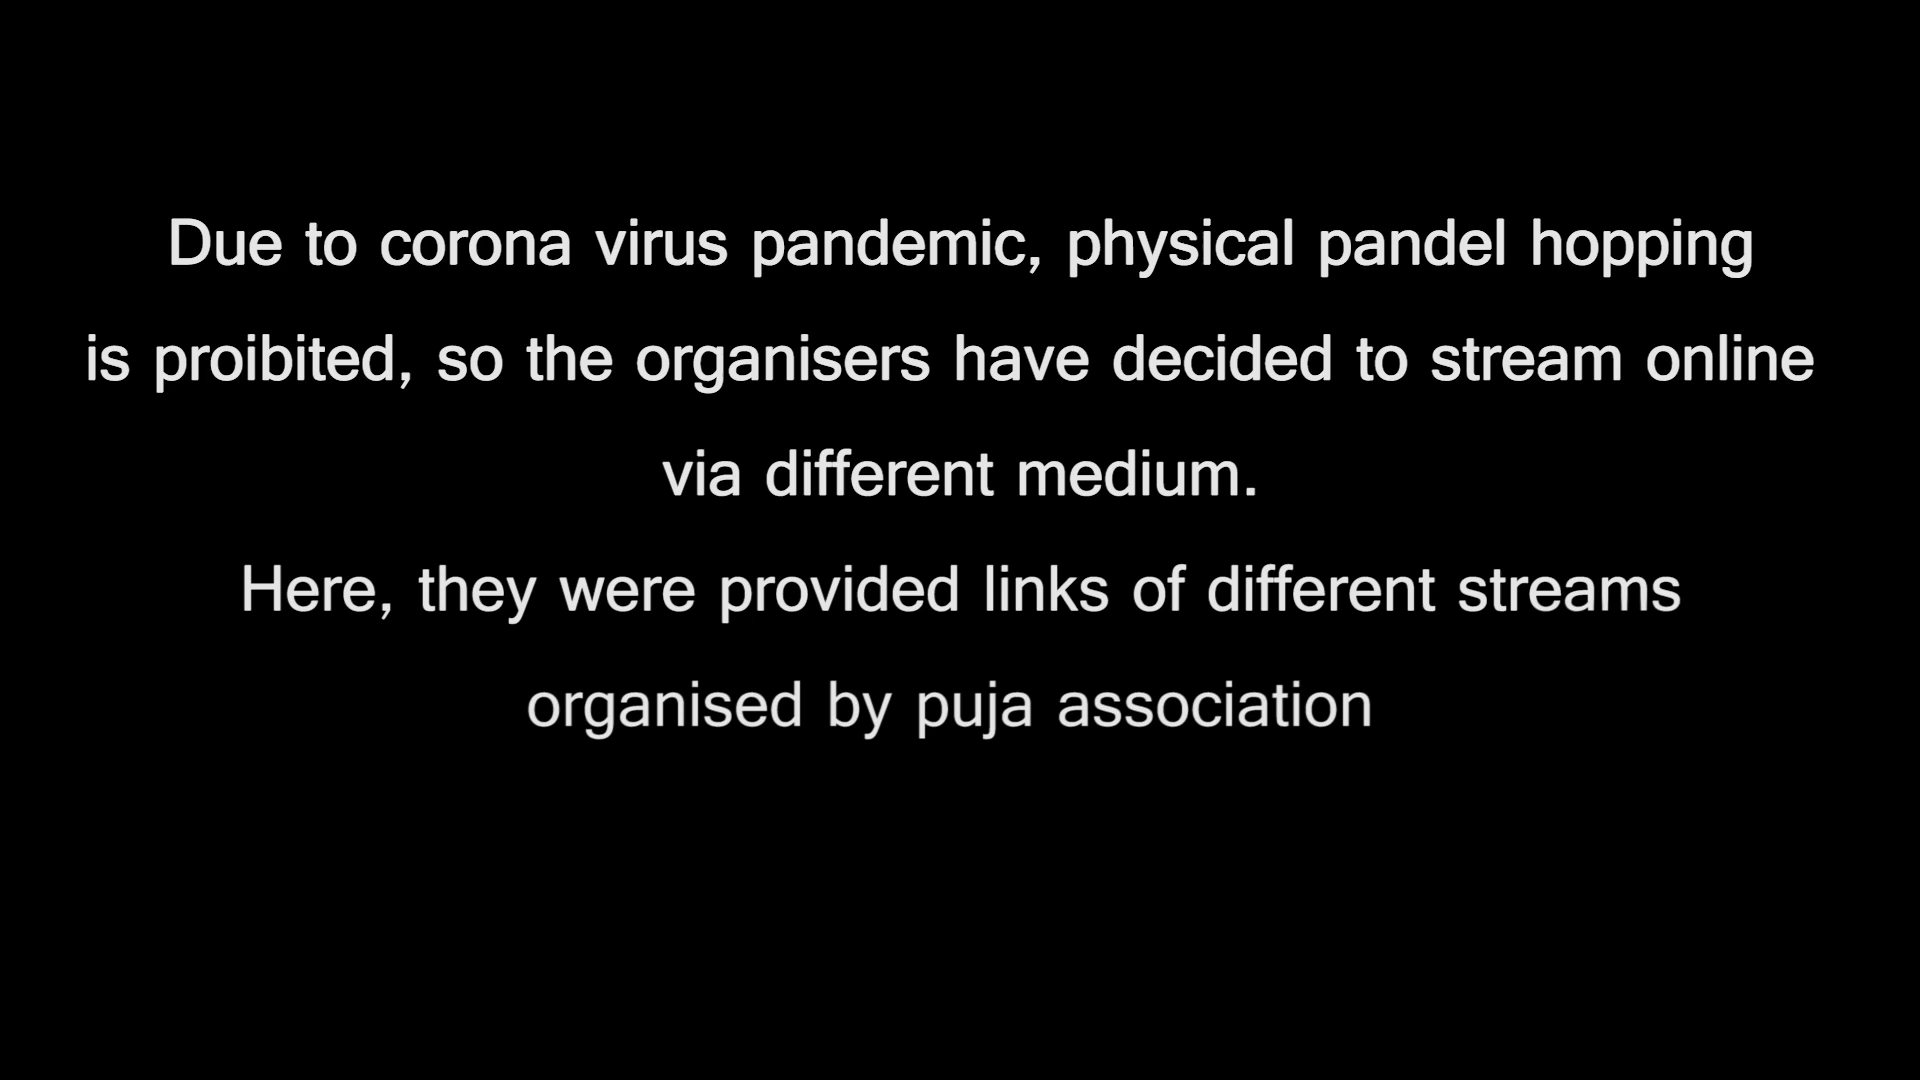 Due to corona virus pandemic, physical pandel hopping
is proibited, so the organisers have decided to stream online
via different medium.
Here, they were provided links of different streams
organised by puja association